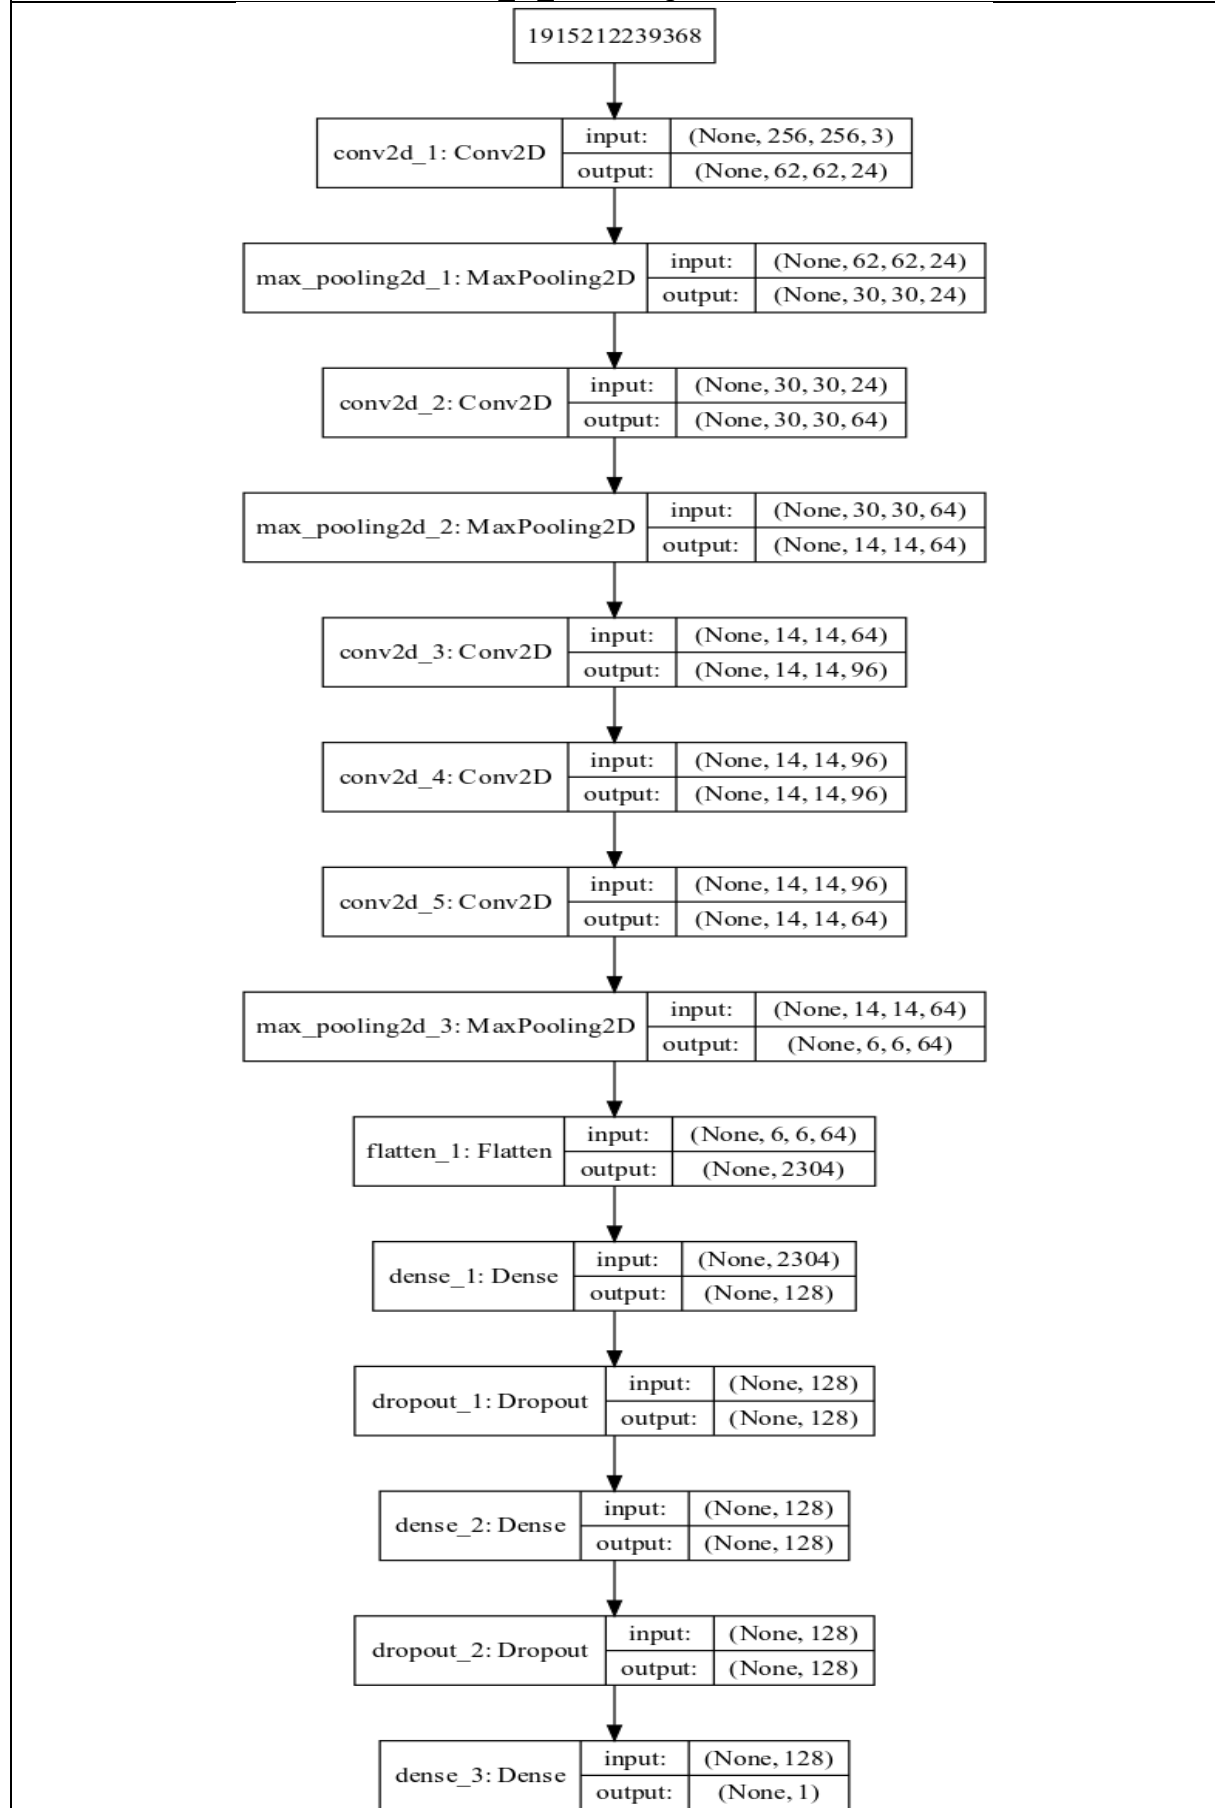 1915212239368
conv2d_1: Conv2D
input: (None, 256, 256, 3)
output: (None, 62, 62, 24)
max_pooling2d_1: MaxPooling2D
input: (None, 62, 62, 24)
output: (None, 30, 30, 24)
conv2d_2: Conv2D
input: (None, 30, 30, 24)
output: (None, 30, 30, 64)
max_pooling2d_2: MaxPooling2D
input: (None, 30, 30, 64)
output: (None, 14, 14, 64)
conv2d_3: Conv2D
input: (None, 14, 14, 64)
output: (None, 14, 14, 96)
conv2d_4: Conv2D
input: (None, 14, 14, 96)
output: (None, 14, 14, 96)
conv2d_5: Conv2D
input: (None, 14, 14, 96)
output: (None, 14, 14, 64)
max_pooling2d_3: MaxPooling2D
input: (None, 14, 14, 64)
output: (None, 6, 6, 64)
flatten_1: Flatten
input: (None, 6, 6, 64)
output: (None, 2304)
dense_1: Dense
input: (None, 2304)
output: (None, 128)
dropout_1: Dropout
input: (None, 128)
output: (None, 128)
dense_2: Dense
input: (None, 128)
output: (None, 128)
dropout_2: Dropout
input: (None, 128)
output: (None, 128)
dense_3: Dense
input: (None, 128)
output: (None, 1)